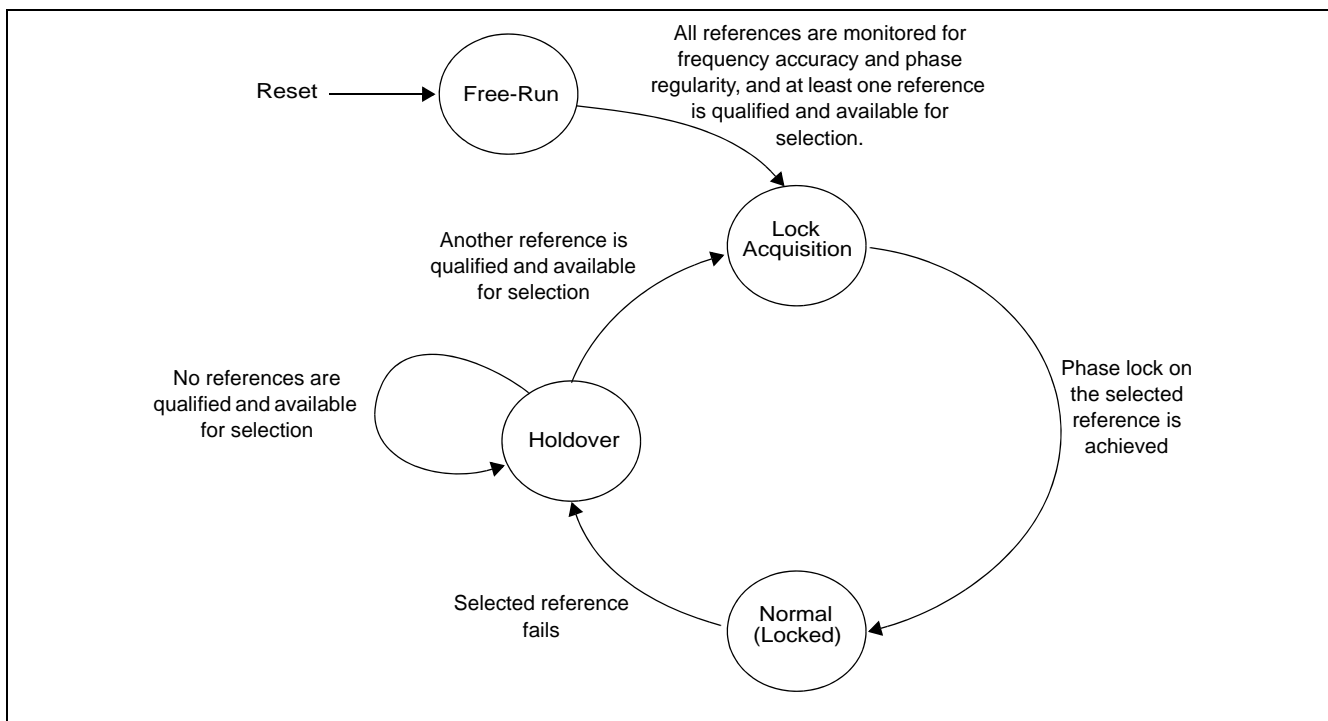 All references are monitored for
frequency accuracy and phase
regularity, and at least one reference
is qualified and available for
selection.
Reset
Free-Run
Lock
Acquisition
Another reference is
qualified and available
for selection
Phase lock on
the selected
reference is
achieved
No references are
qualified and available
for selection
Holdover
Selected reference
fails
Normal
(Locked)